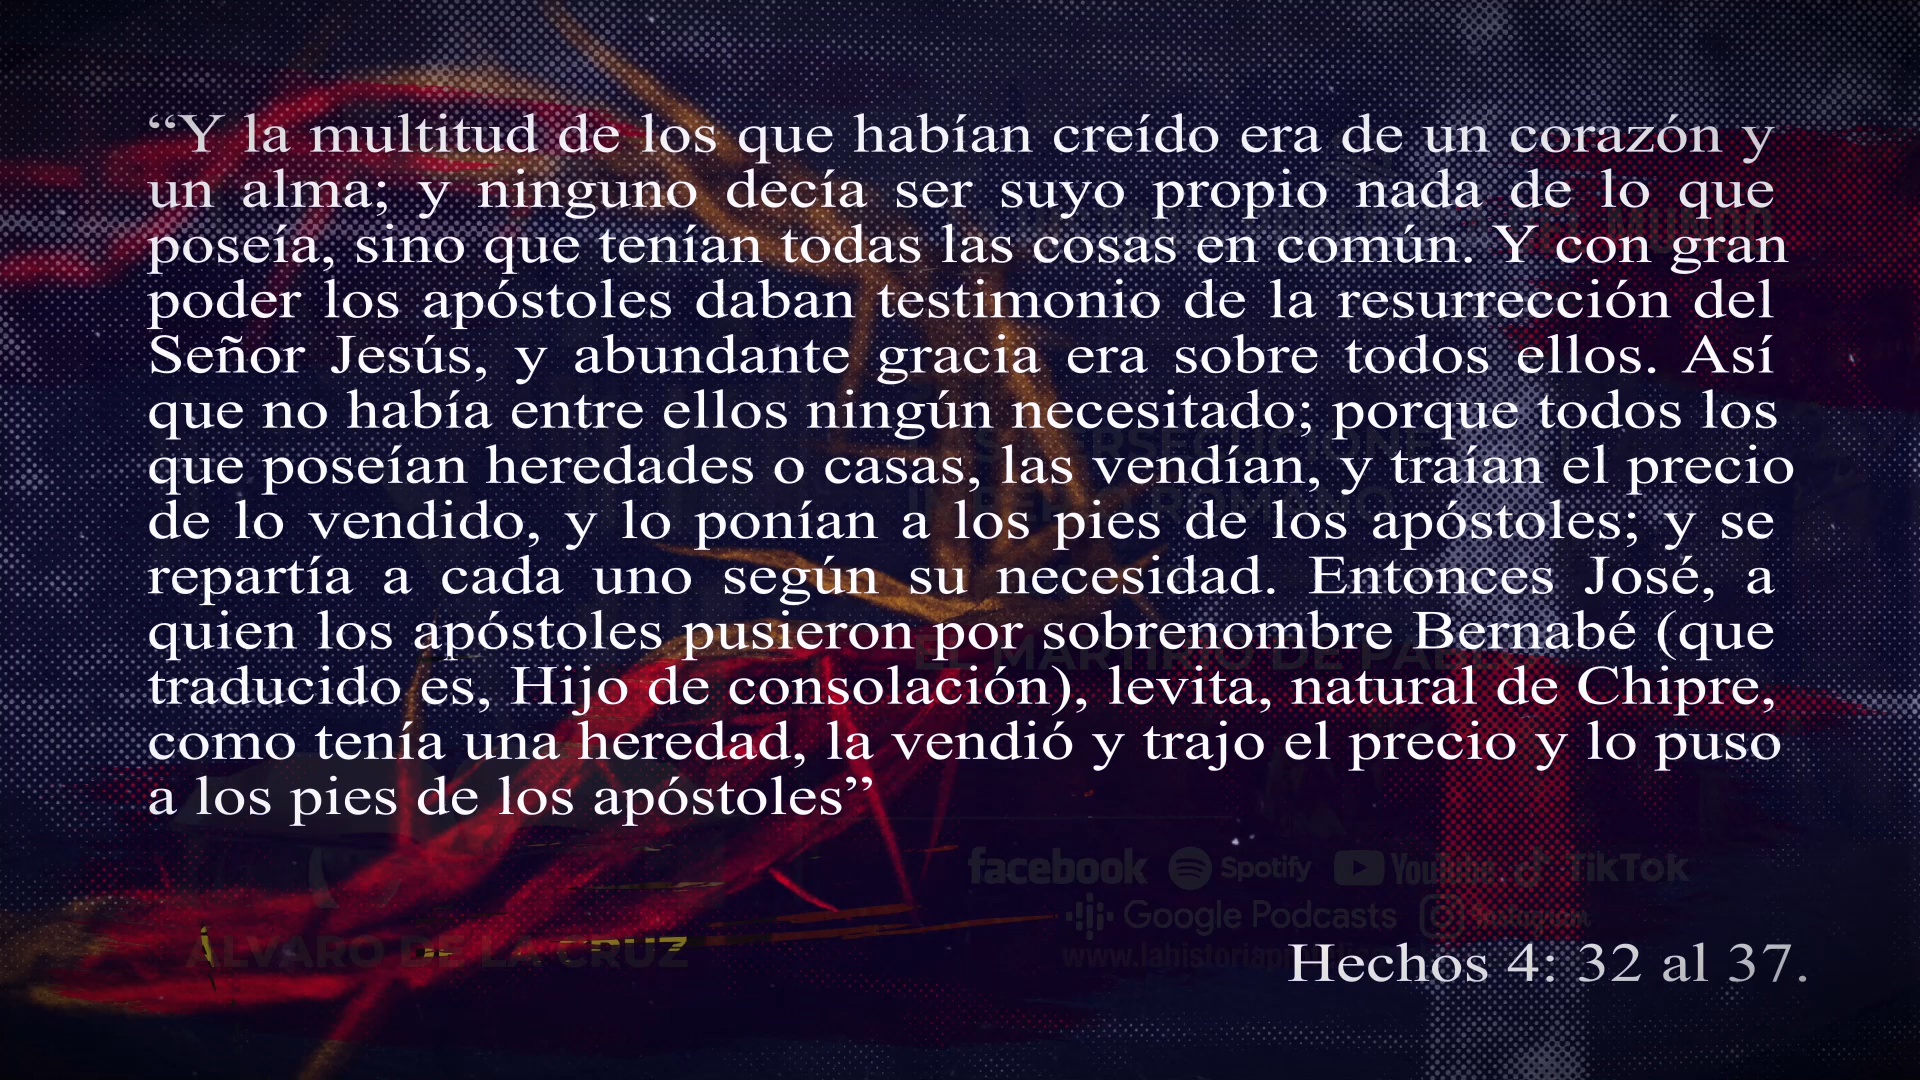 “Y la multitud de los que habían creído era de un corazón y
un alma; y ninguno decía ser suyo propio nada de lo que
poseía, sino que tenían todas las cosas en común. Y con gran
poder los apóstoles daban testimonio de la resurrección del
Señor Jesús, y abundante gracia era sobre todos ellos. Así
que no había entre ellos ningún necesitado; porque todos los
que poseían heredades o casas, las vendían, y traían el precio
de lo vendido, y lo ponían a los pies de los apóstoles; y se
repartía a cada uno según su necesidad. Entonces José, a
quien los apóstoles pusieron por sobrenombre Bernabé (que
traducido es, Hijo de consolación), levita, natural de Chipre,
como tenía una heredad, la vendió y trajo el precio y lo puso
a los pies de los apóstoles”
facebook Spotify YouTube TikTok
Google Podcasts
ÁLVARO DE LA CRUZ
Hechos 4: 32 al 37.